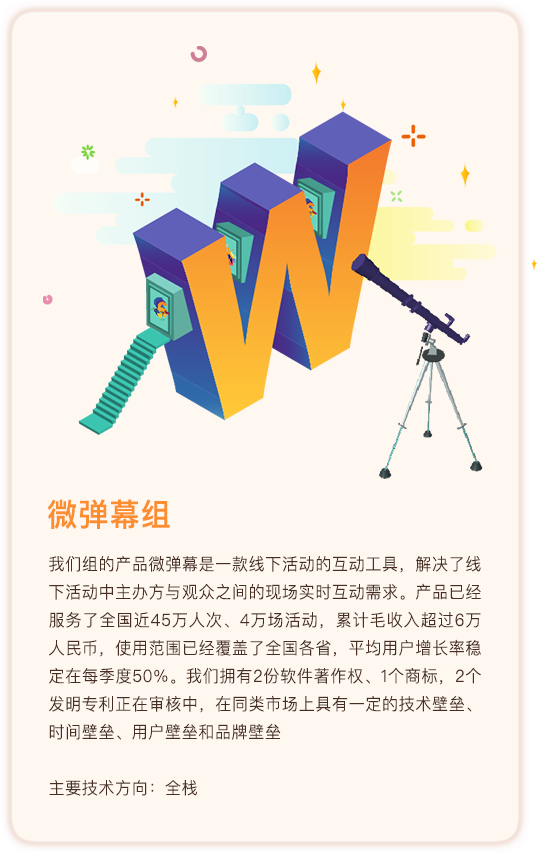 微弹幕组
我们组的产品微弹幕是一款线下活动的互动工具，解决了线
下活动中主办方与观众之间的现场实时互动需求。产品已经
服务了全国近45万人次、4万场活动，累计毛收入超过6万
人民币，使用范围已经覆盖了全国各省，平均用户增长率稳
定在每季度50%。我们拥有2份软件著作权、1个商标，2个
发明专利正在审核中，在同类市场上具有一定的技术壁垒、
时间壁垒、用户壁垒和品牌壁垒
主要技术方向：全栈